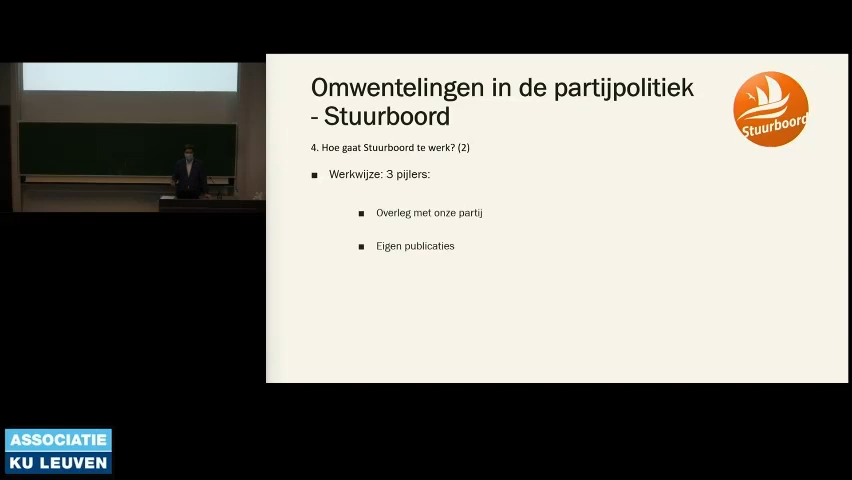 Omwentelingen in de partijpolitiek
- Stuurboord
Stuurboord
4. Hoe gaat Stuurboord te werk? (2)
■ Werkwijze: 3 pijlers:
■ Overleg met onze partij
■ Eigen publicaties
ASSOCIATIE
KU LEUVEN